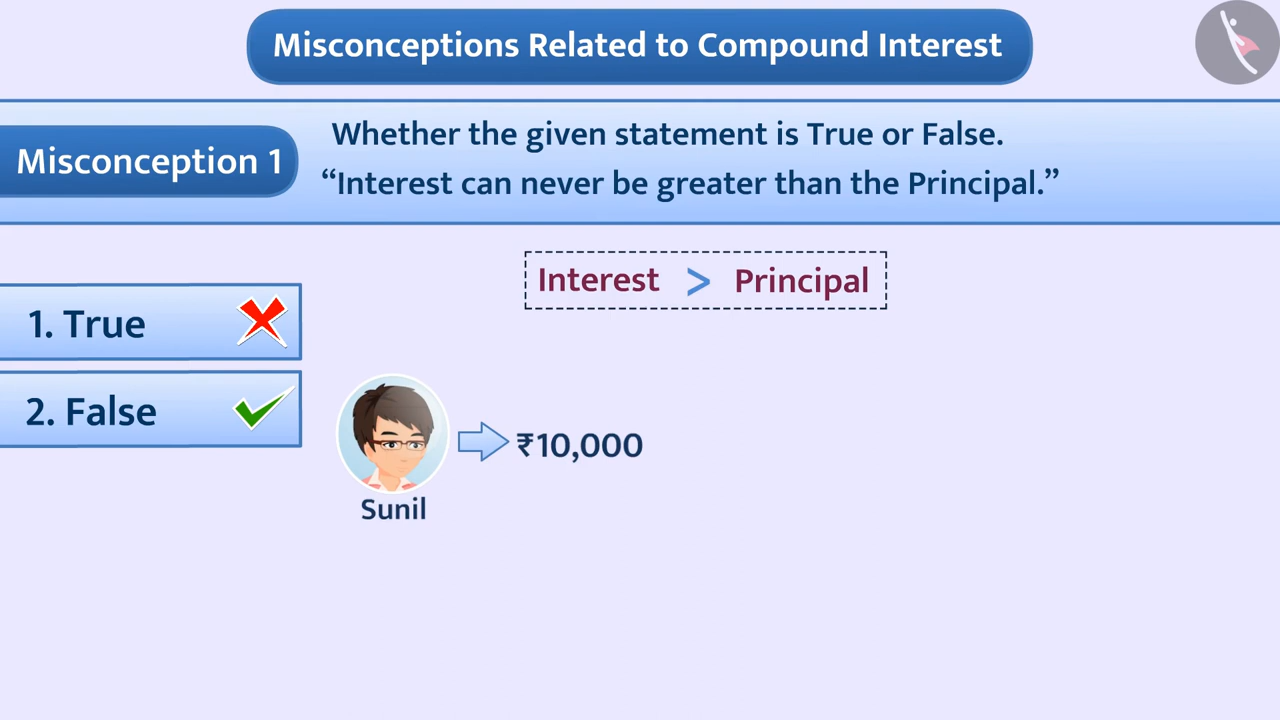 Misconceptions Related to Compound Interest
Misconception 1
Whether the given statement is True or False.
“Interest can never be greater than the Principal.”
Interest > Principal
1. True
2. False
₹10,000
Sunil